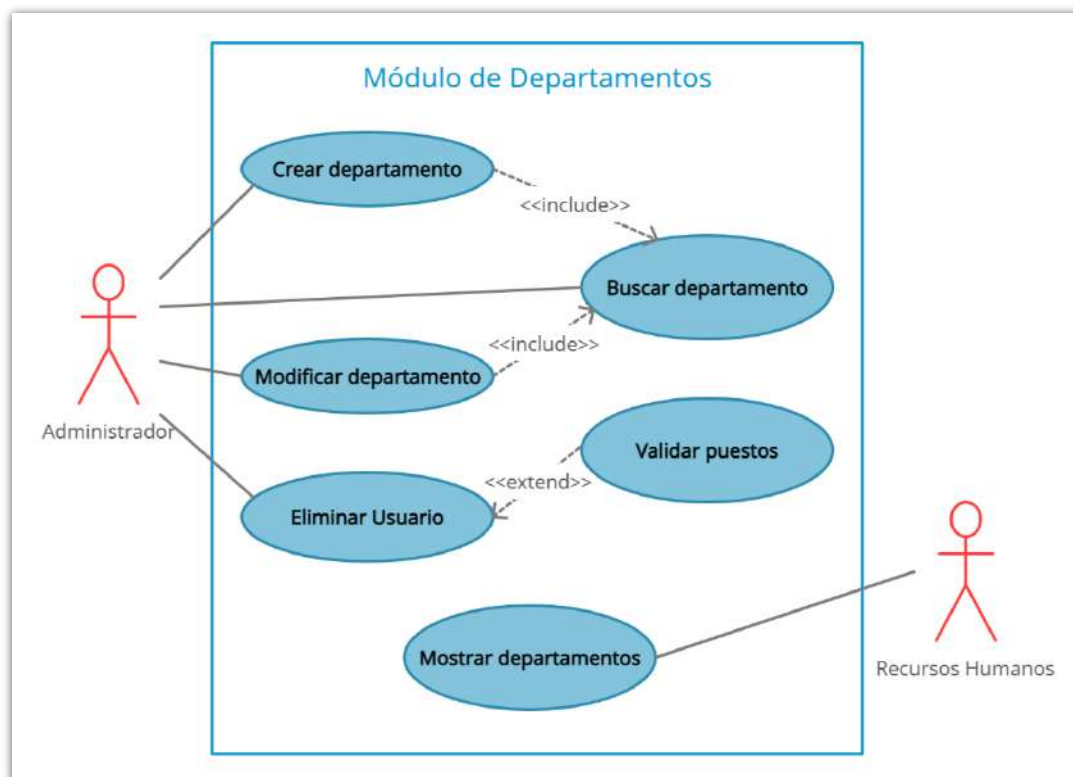 Módulo de Departamentos
Crear departamento
<<include>>
Buscar departamento
<<include>>
Modificar departamento
Administrador
Validar puestos
<<extend>>
Eliminar Usuario
Mostrar departamentos
Recursos Humanos